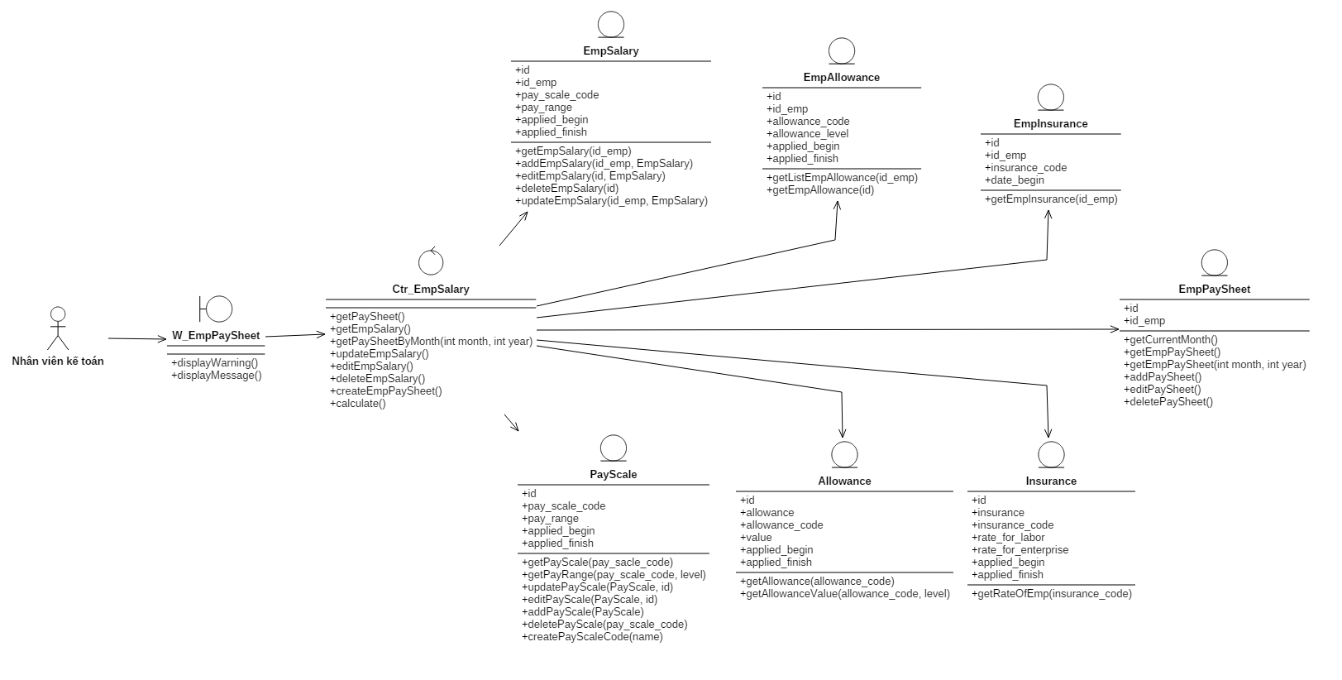 EmpSalary
+id
+id_emp
+pay_scale_code
+pay_range
+applied_begin
+applied_finish
+getEmpSalary(id_emp)
+addEmpSalary(id_emp, EmpSalary)
+editEmpSalary(id, EmpSalary)
+deleteEmpSalary(id)
+updateEmpSalary(id_emp, EmpSalary)
EmpAllowance
+id
+id_emp
+allowance_code
+allowance_level
+applied_begin
+applied_finish
+getListEmpAllowance(id_emp)
+getEmpAllowance(id)
EmpInsurance
+id
+id_emp
+insurance_code
+date_begin
+getEmpInsurance(id_emp)
Nhân viên kế toán
W_EmpPaySheet
+displayWarning()
+displayMessage()
Ctr_EmpSalary
+getPaySheet()
+getEmpSalary()
+getPaySheetByMonth(int month, int year)
+updateEmpSalary()
+editEmpSalary()
+deleteEmpSalary()
+createEmpPaySheet()
+calculate()
EmpPaySheet
+id
+id_emp
+getCurrentMonth()
+getEmpPaySheet()
+getEmpPaySheet(int month, int year)
+addPaySheet()
+editPaySheet()
+deletePaySheet()
PayScale
+id
+pay_scale_code
+pay_range
+applied_begin
+applied_finish
+getPayScale(pay_sacle_code)
+getPayRange(pay_scale_code, level)
+updatePayScale(PayScale, id)
+editPayScale(PayScale, id)
+addPayScale(PayScale)
+deletePayScale(pay_scale_code)
+createPayScaleCode(name)
Allowance
+id
+allowance
+allowance_code
+value
+applied_begin
+applied_finish
+getAllowance(allowance_code)
+getAllowanceValue(allowance_code, level)
Insurance
+id
+insurance
+insurance_code
+rate_for_labor
+rate_for_enterprise
+applied_begin
+applied_finish
+getRateOfEmp(insurance_code)